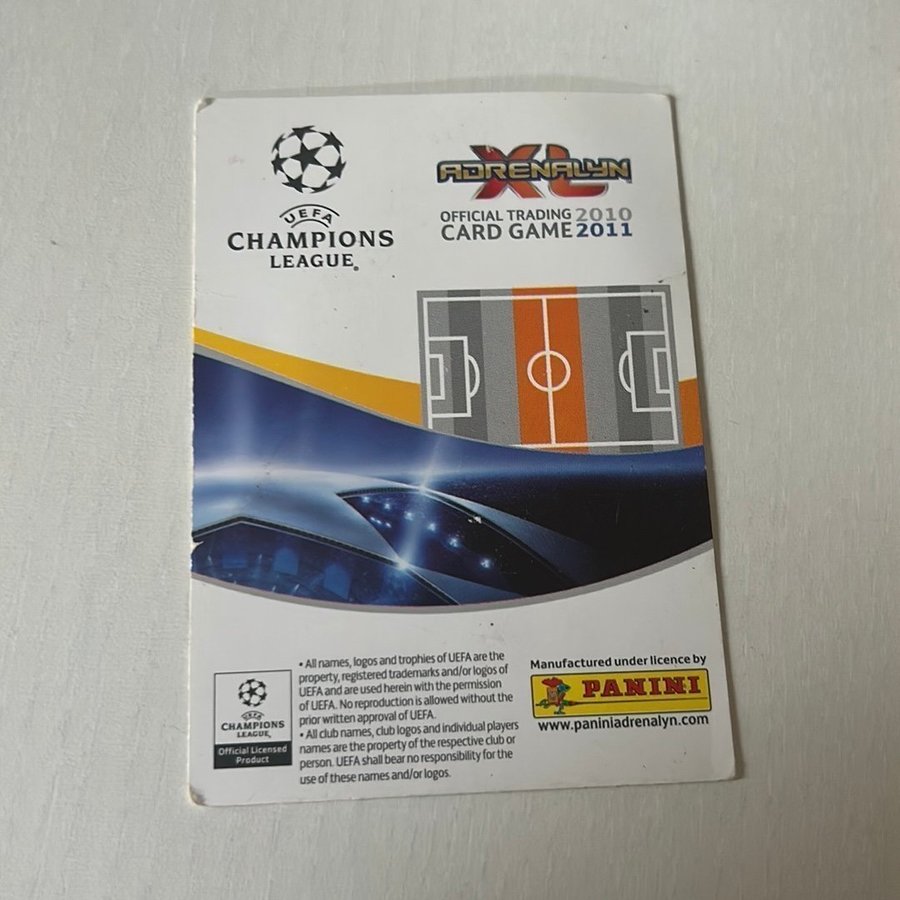 UEFA
CHAMPIONS
LEAGUE®
ADRENALYN XL
OFFICIAL TRADING 2010
CARD GAME 2011
UEFA
CHAMPIONS
LEAGUE®
Official Licensed
Product
• All names, logos and trophies of UEFA are the
property, registered trademarks and/or logos of
UEFA and are used herein with the permission
of UEFA. No reproduction is allowed without the
prior written approval of UEFA.
• All club names, club logos and individual players
names are the property of the respective club or
person. UEFA shall bear no responsibility for the
use of these names and/or logos.
Manufactured under licence by
PANINI
www.paniniadrenalyn.com